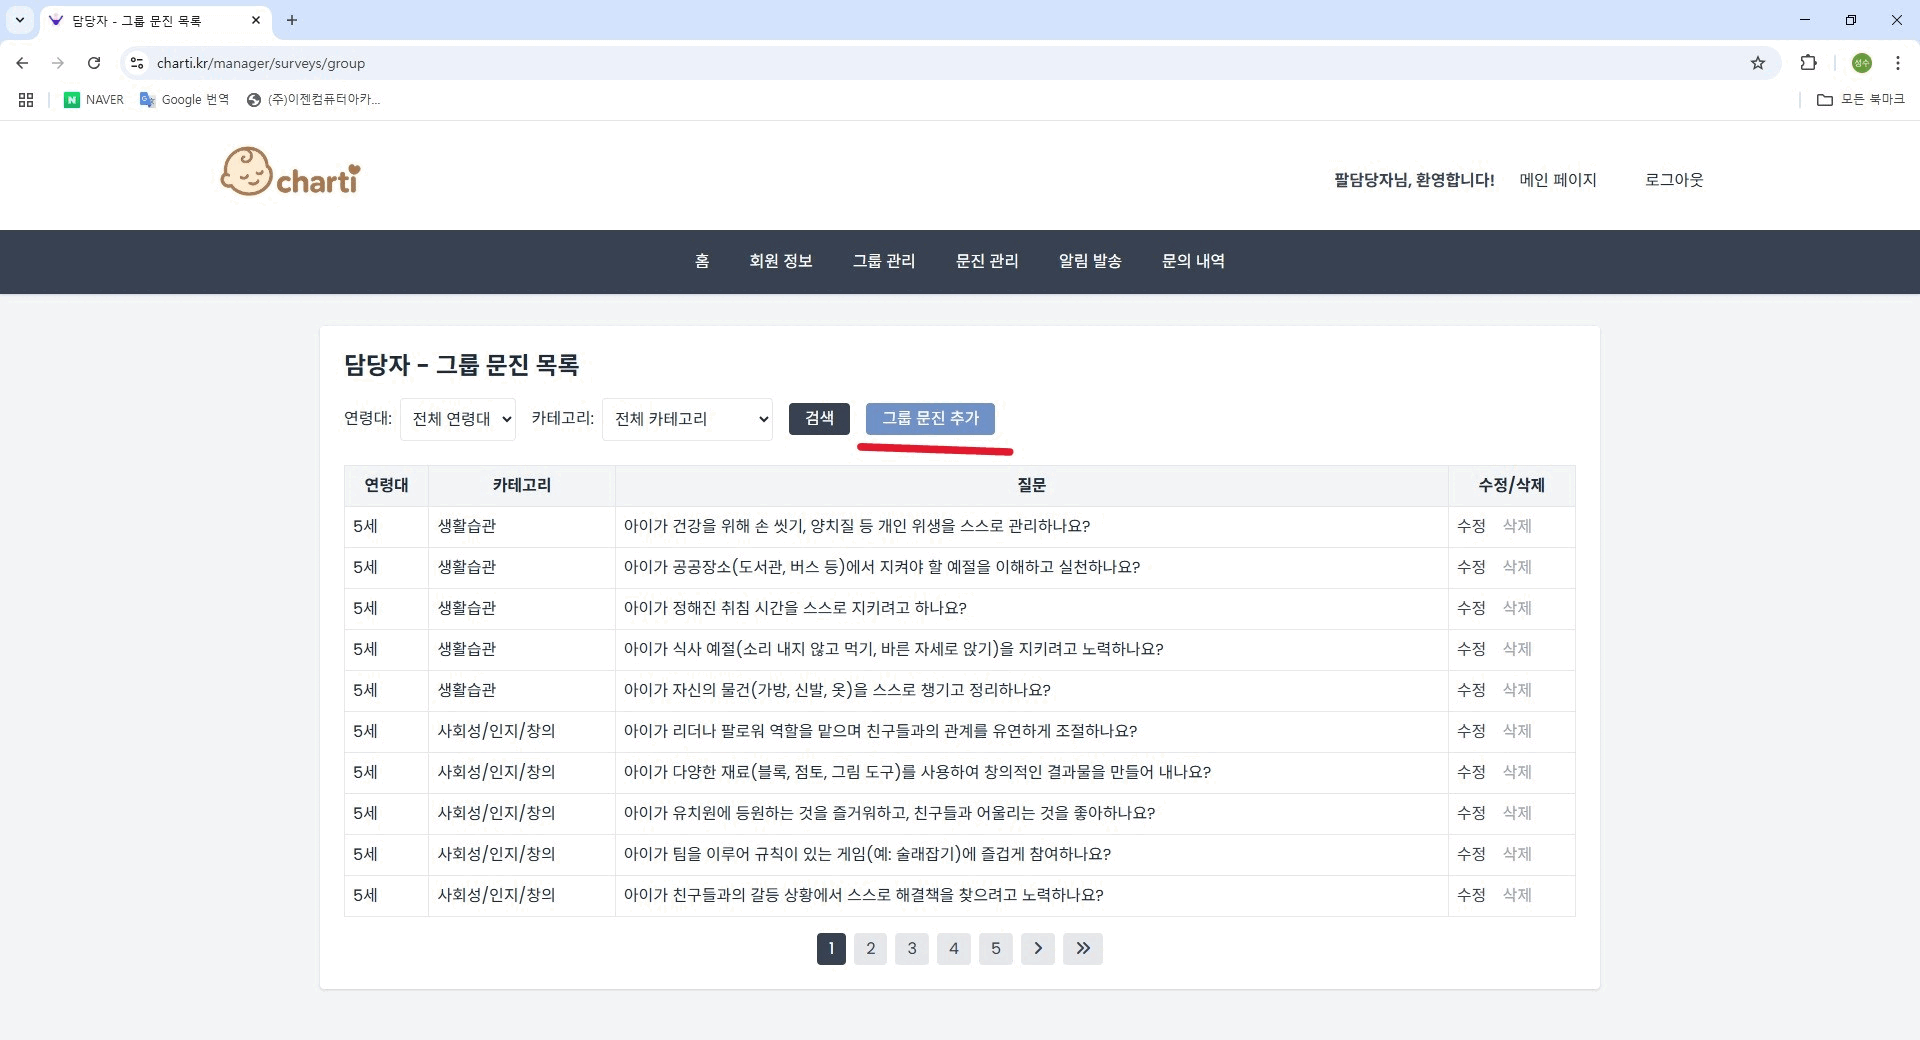 담당자 - 그룹 문진 목록
charti.kr/manager/surveys/group
성수
NAVER
Google 번역
(주)이젠컴퓨터아카...
모든 북마크
charti
팔담당자님, 환영합니다! 메인 페이지 로그아웃
홈 회원 정보 그룹 관리 문진 관리 알림 발송 문의 내역
담당자 - 그룹 문진 목록
연령대: 전체 연령대 카테고리: 전체 카테고리 검색 그룹 문진 추가
연령대 카테고리 질문 수정/삭제
5세 생활습관 아이가 건강을 위해 손 씻기, 양치질 등 개인 위생을 스스로 관리하나요? 수정 삭제
5세 생활습관 아이가 공공장소(도서관, 버스 등)에서 지켜야 할 예절을 이해하고 실천하나요? 수정 삭제
5세 생활습관 아이가 정해진 취침 시간을 스스로 지키려고 하나요? 수정 삭제
5세 생활습관 아이가 식사 예절(소리 내지 않고 먹기, 바른 자세로 앉기)을 지키려고 노력하나요? 수정 삭제
5세 생활습관 아이가 자신의 물건(가방, 신발, 옷)을 스스로 챙기고 정리하나요? 수정 삭제
5세 사회성/인지/창의 아이가 리더나 팔로워 역할을 맡으며 친구들과의 관계를 유연하게 조절하나요? 수정 삭제
5세 사회성/인지/창의 아이가 다양한 재료(블록, 점토, 그림 도구)를 사용하여 창의적인 결과물을 만들어 내나요? 수정 삭제
5세 사회성/인지/창의 아이가 유치원에 등원하는 것을 즐거워하고, 친구들과 어울리는 것을 좋아하나요? 수정 삭제
5세 사회성/인지/창의 아이가 팀을 이루어 규칙이 있는 게임(예: 술래잡기)에 즐겁게 참여하나요? 수정 삭제
5세 사회성/인지/창의 아이가 친구들과의 갈등 상황에서 스스로 해결책을 찾으려고 노력하나요? 수정 삭제
1 2 3 4 5